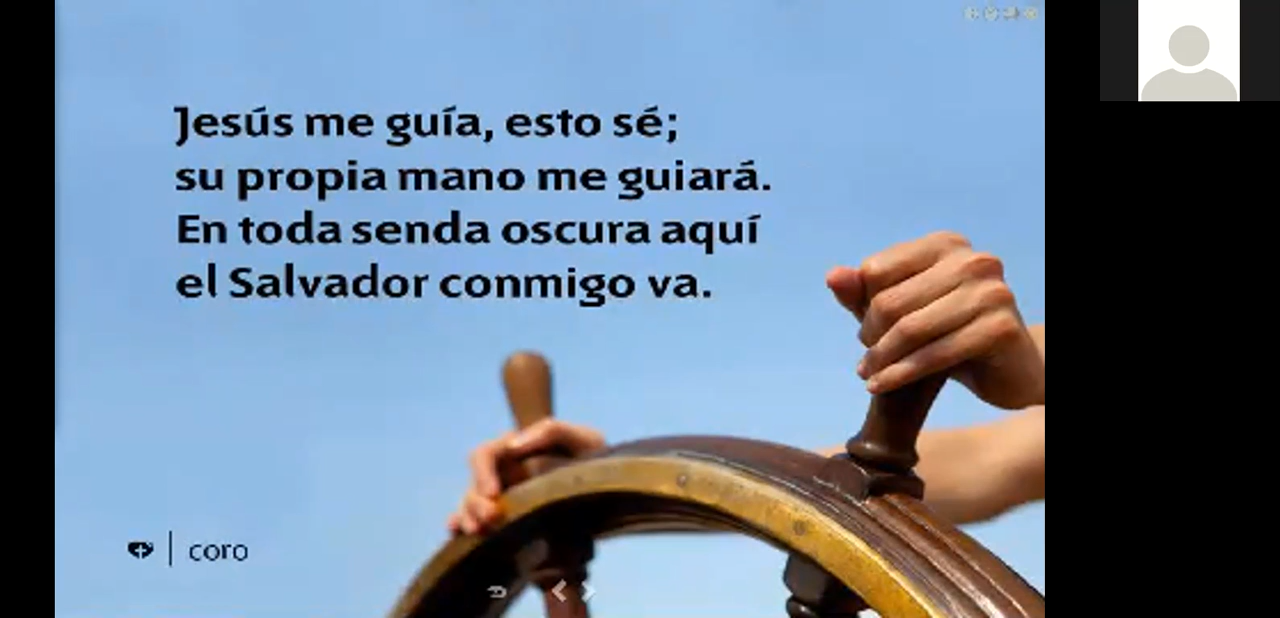 Jesús me guía, esto sé;
su propia mano me guiará.
En toda senda oscura aquí
el Salvador conmigo va.
coro